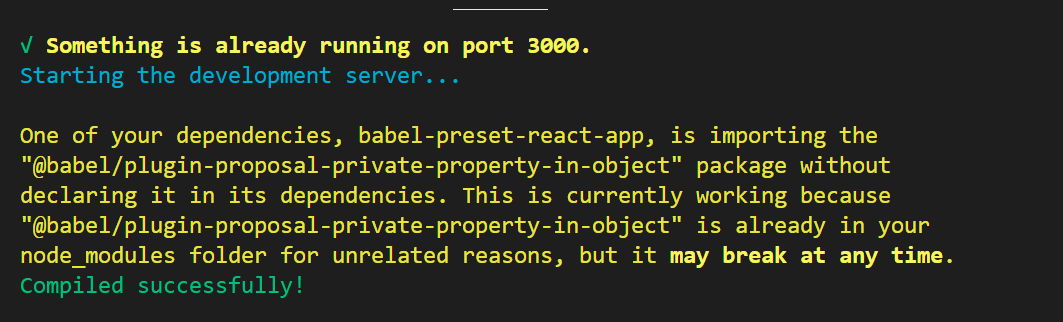 √ Something is already running on port 3000.
Starting the development server...
One of your dependencies, babel-preset-react-app, is importing the
"@babel/plugin-proposal-private-property-in-object" package without
declaring it in its dependencies. This is currently working because
"@babel/plugin-proposal-private-property-in-object" is already in your
node_modules folder for unrelated reasons, but it may break at any time.
Compiled successfully!